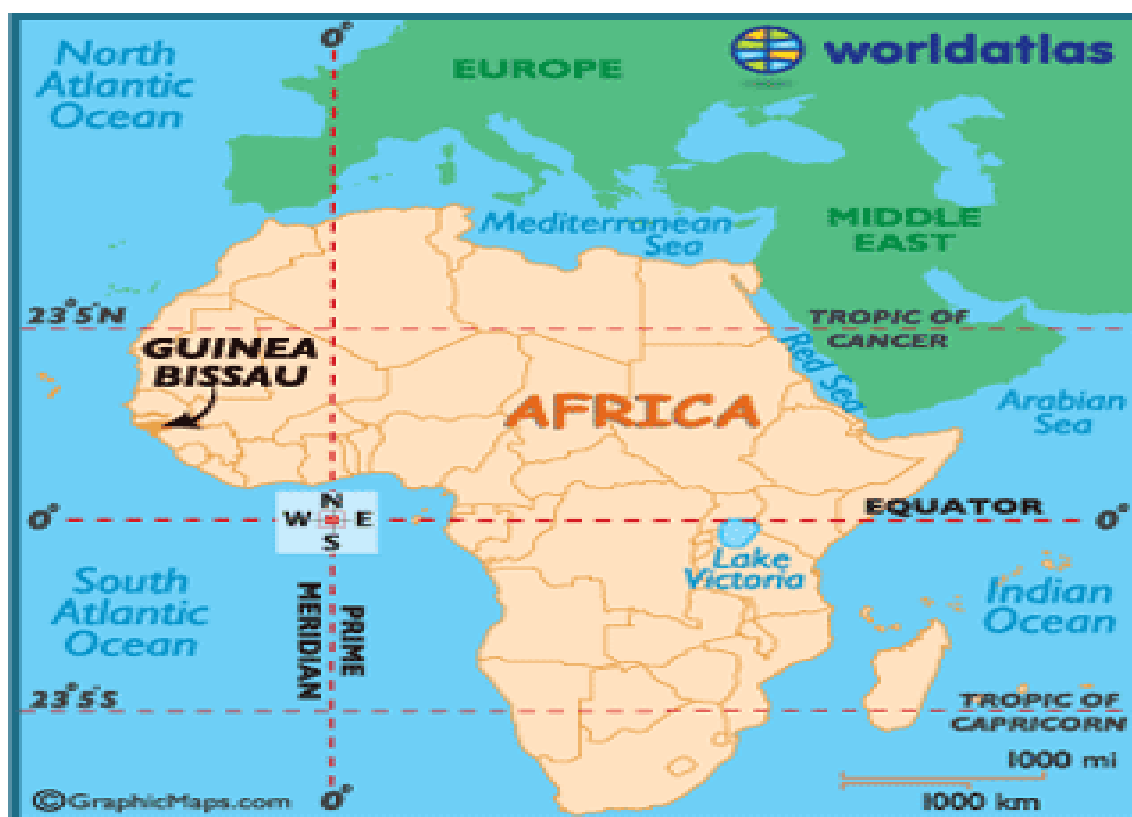 0°
North
Atlantic
Ocean
EUROPE
worldatlas
Mediterranean
Sea
MIDDLE
EAST
23°5'N
TROPIC OF
CANCER
GUINEA
BISSAU
Red Sea
AFRICA
Arabian
Sea
N
W E
S
0°
EQUATOR
0°
Lake
Victoria
South
Atlantic
Ocean
PRIME
MERIDIAN
Indian
Ocean
23°5'S
TROPIC OF
CAPRICORN
1000 mi
1000 km
©GraphicMaps.com
0°